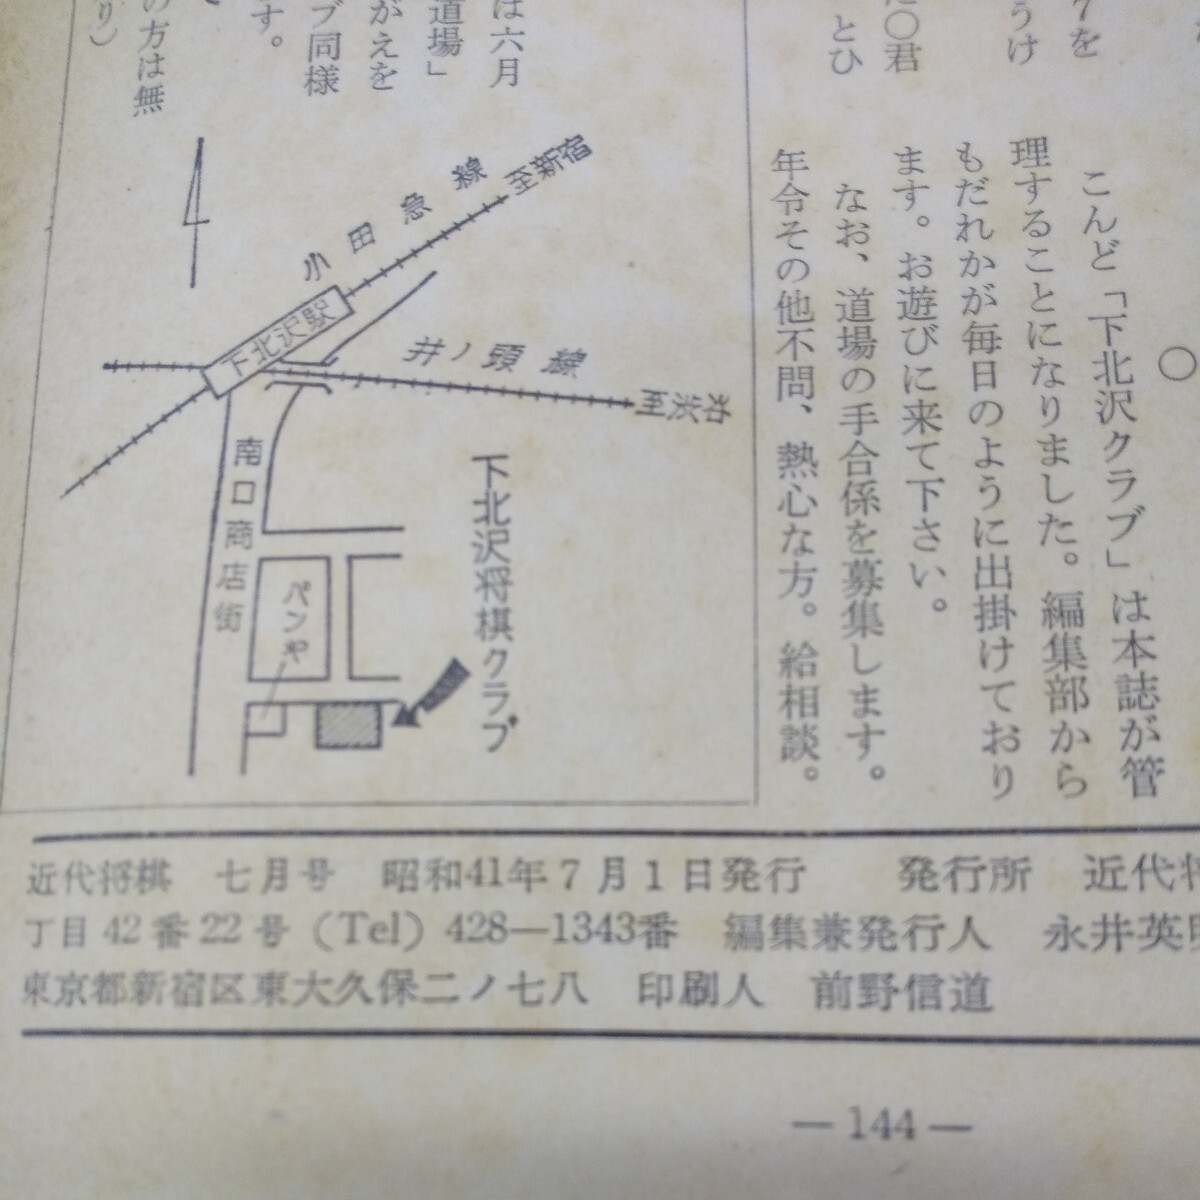 7を
うけ
た〇君
とひ
〇
こんど「下北沢クラブ」は本誌が管
理することになりました。編集部から
もだれかが毎日のように出掛けており
ます。お遊びに来て下さい。
なお、道場の手合係を募集します。
年令その他不問、熱心な方。給相談。
は六月
道場」
がえを
ブ同様
す。
の方は無
り）
小田急線
至新宿
下北沢駅
井ノ頭線
至渋谷
南口商店街
パンや
下北沢将棋クラブ
近代将棋 七月号 昭和41年7月1日発行 発行所 近代将
丁目42番22号（Tel）428—1343番 編集兼発行人 永井英
東京都新宿区東大久保二ノ七八 印刷人 前野信道
— 144 —